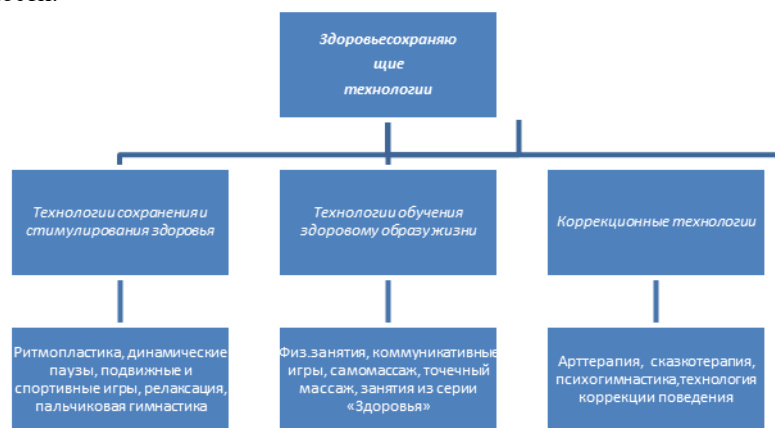 Здоровьесохраняю
щие
технологии
Технологии сохранения и
стимулирования здоровья
Технологии обучения
здоровому образу жизни
Коррекционные технологии
Ритмопластика, динамические
паузы, подвижные и
спортивные игры, релаксация,
пальчиковая гимнастика
Физ.занятия, коммуникативные
игры, самомассаж, точечный
массаж, занятия из серии
«Здоровья»
Арттерапия, сказкотерапия,
психогимнастика,технология
коррекции поведения